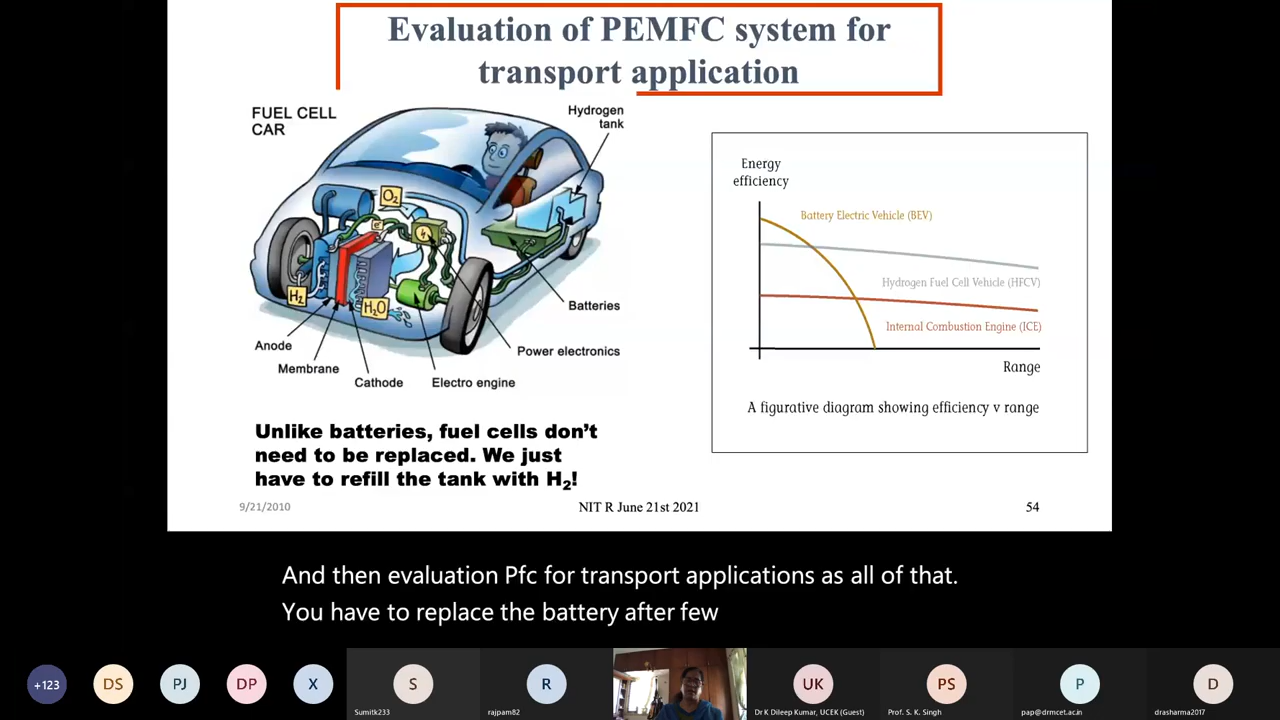 Evaluation of PEMFC system for
transport application
FUEL CELL
CAR
Hydrogen
tank
O2
e
H2
H2O
Batteries
Power electronics
Anode
Membrane
Cathode
Electro engine
Unlike batteries, fuel cells don't
need to be replaced. We just
have to refill the tank with H2!
Energy
efficiency
Battery Electric Vehicle (BEV)
Hydrogen Fuel Cell Vehicle (HFCV)
Internal Combustion Engine (ICE)
Range
A figurative diagram showing efficiency v range
9/21/2010
NIT R June 21st 2021
54
And then evaluation Pfc for transport applications as all of that.
You have to replace the battery after few
+123
DS
PJ
DP
X
S
Sumitk233
R
rajpam82
UK
Dr K Dileep Kumar, UCEK (Guest)
PS
Prof. S. K. Singh
P
pap@drmcet.ac.in
D
drasharma2017